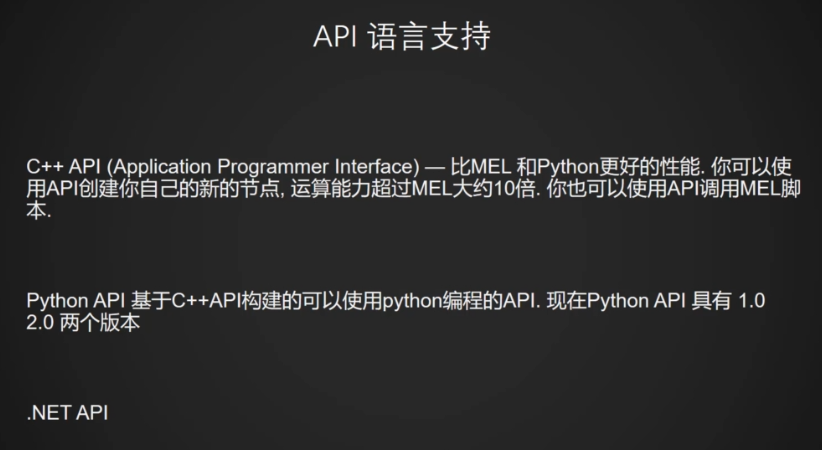 API 语言支持
C++ API (Application Programmer Interface) — 比MEL 和Python更好的性能. 你可以使
用API创建你自己的新的节点, 运算能力超过MEL大约10倍. 你也可以使用API调用MEL脚
本.
Python API 基于C++API构建的可以使用python编程的API. 现在Python API 具有 1.0
2.0 两个版本
.NET API